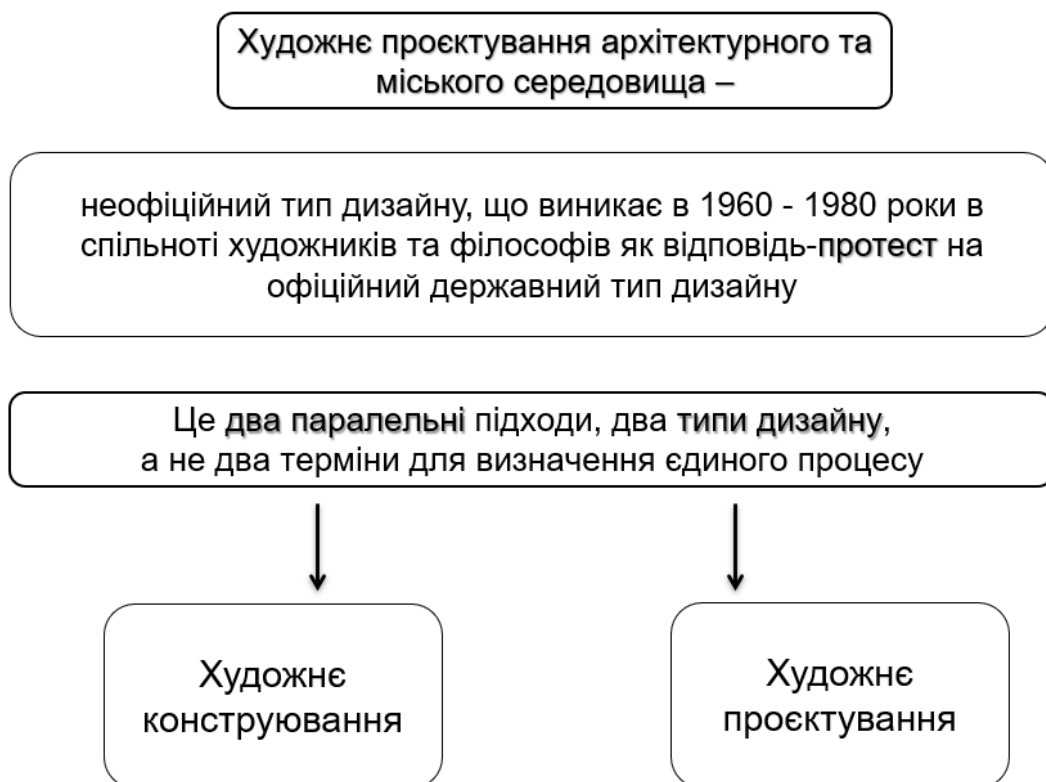 Художнє проєктування архітектурного та
міського середовища –
неофіційний тип дизайну, що виникає в 1960 - 1980 роки в
спільноті художників та філософів як відповідь-протест на
офіційний державний тип дизайну
Це два паралельні підходи, два типи дизайну,
а не два терміни для визначення єдиного процесу
Художнє
конструювання
Художнє
проєктування